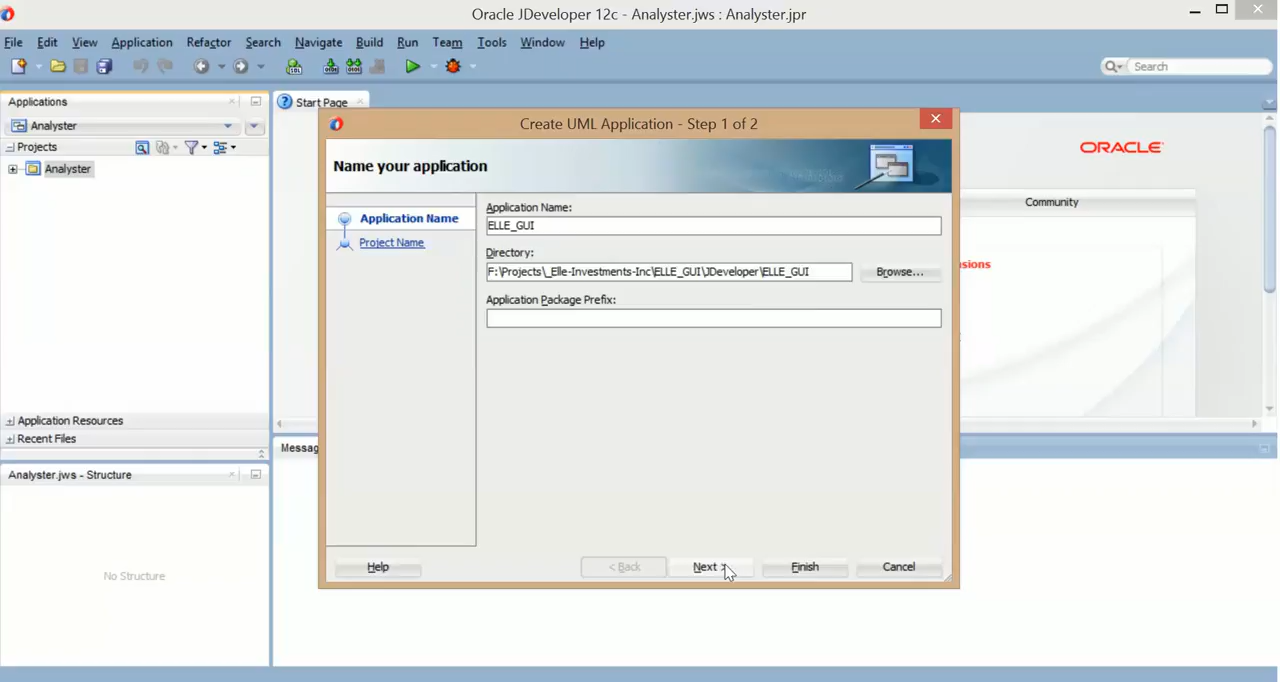 Oracle JDeveloper 12c - Analyster.jws : Analyster.jpr
File Edit View Application Refactor Search Navigate Build Run Team Tools Window Help
Search
Applications
Start Page
Analyster
Projects
Analyster
Application Resources
Recent Files
Analyster.jws - Structure
No Structure
Create UML Application - Step 1 of 2
Name your application
Application Name
Project Name
Application Name:
ELLE_GUI
Directory:
F:\Projects\_Elle-Investments-Inc\ELLE_GUI\JDeveloper\ELLE_GUI
Browse...
Application Package Prefix:
Help
< Back
Next >
Finish
Cancel
ORACLE
Community
Messag